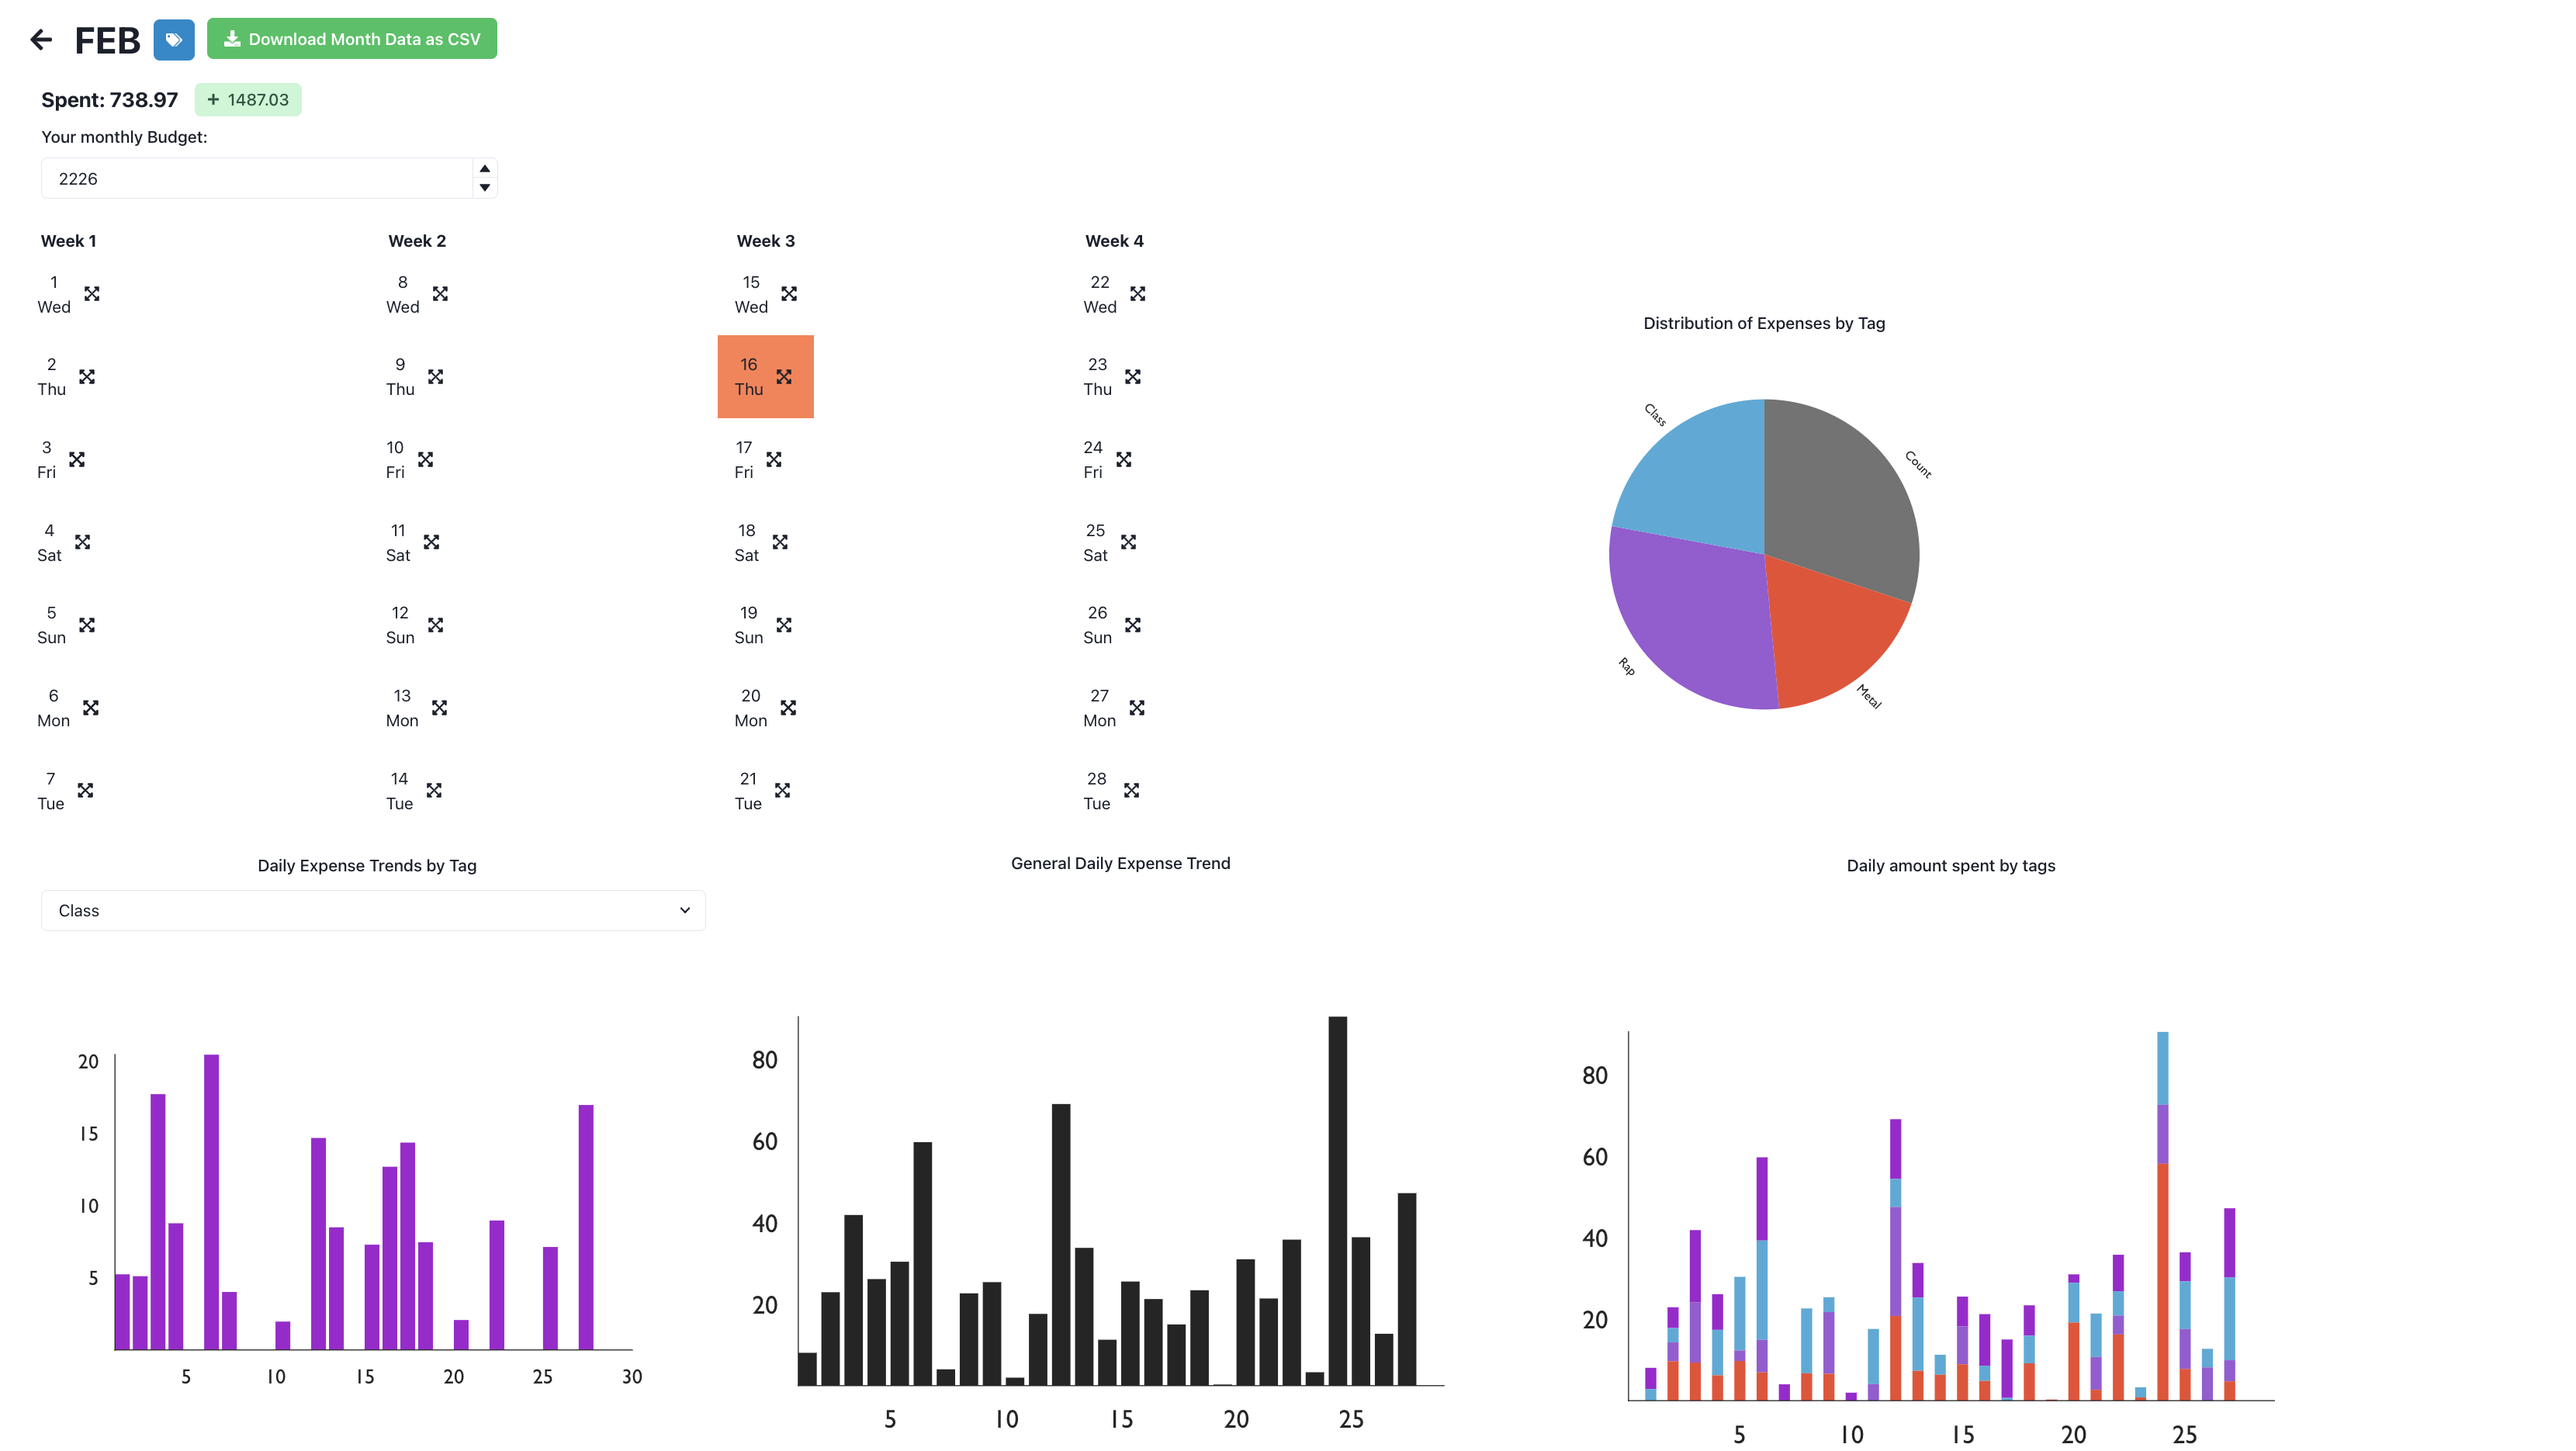 FEB
Download Month Data as CSV
Spent: 738.97
+ 1487.03
Your monthly Budget:
2226
Week 1
Week 2
Week 3
Week 4
1
Wed
8
Wed
15
Wed
22
Wed
2
Thu
9
Thu
16
Thu
23
Thu
3
Fri
10
Fri
17
Fri
24
Fri
4
Sat
11
Sat
18
Sat
25
Sat
5
Sun
12
Sun
19
Sun
26
Sun
6
Mon
13
Mon
20
Mon
27
Mon
7
Tue
14
Tue
21
Tue
28
Tue
Distribution of Expenses by Tag
Class
Count
Rap
Metal
Daily Expense Trends by Tag
Class
20
15
10
5
5 10 15 20 25 30
General Daily Expense Trend
80
60
40
20
5 10 15 20 25
Daily amount spent by tags
80
60
40
20
5 10 15 20 25